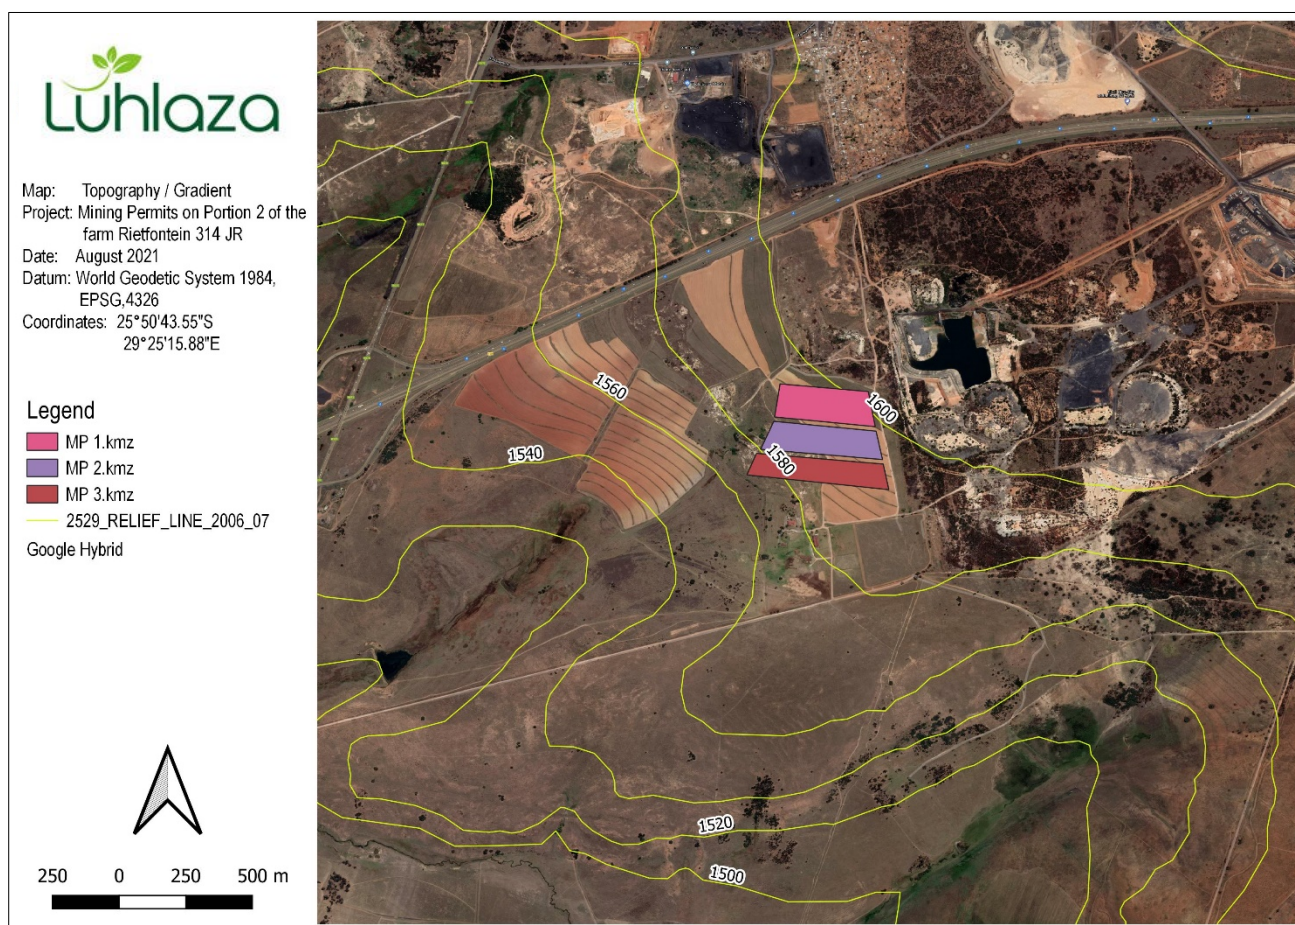 Luhlaza
Map: Topography / Gradient
Project: Mining Permits on Portion 2 of the
farm Rietfontein 314 JR
Date: August 2021
Datum: World Geodetic System 1984,
EPSG,4326
Coordinates: 25°50'43.55"S
29°25'15.88"E
Legend
MP 1.kmz
MP 2.kmz
MP 3.kmz
2529_RELIEF_LINE_2006_07
Google Hybrid
250 0 250 500 m
1560
1600
1540
1580
1520
1500